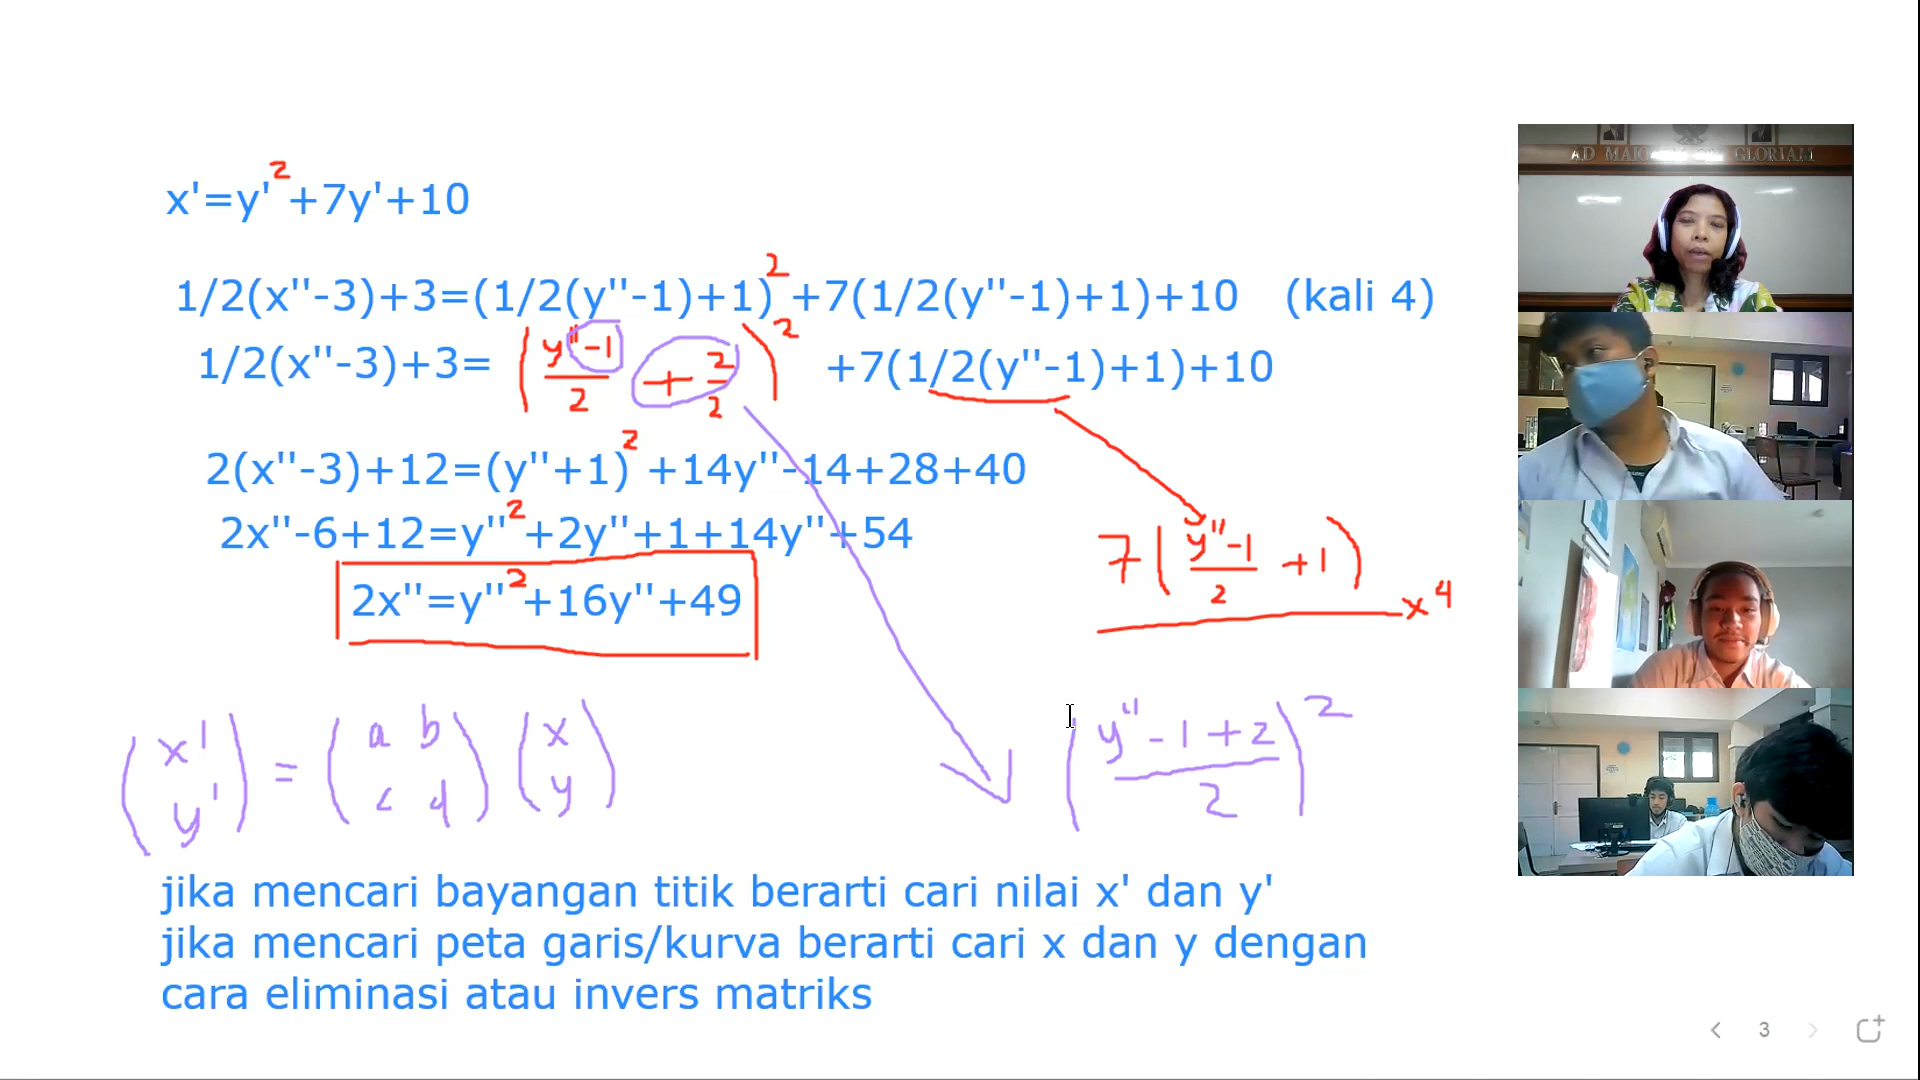 x'=y'²+7y'+10
1/2(x''-3)+3=(1/2(y''-1)+1)²+7(1/2(y''-1)+1)+10 (kali 4)
1/2(x''-3)+3= (y''-1/2 + 2/2)² +7(1/2(y''-1)+1)+10
2(x''-3)+12=(y''+1)²+14y''-14+28+40
2x''-6+12=y''²+2y''+1+14y''+54
7(y''-1/2 +1) x4
2x''=y''²+16y''+49
(x' y') = (a b c d) (x y)
(y''-1+2/2)²
jika mencari bayangan titik berarti cari nilai x' dan y'
jika mencari peta garis/kurva berarti cari x dan y dengan
cara eliminasi atau invers matriks
3